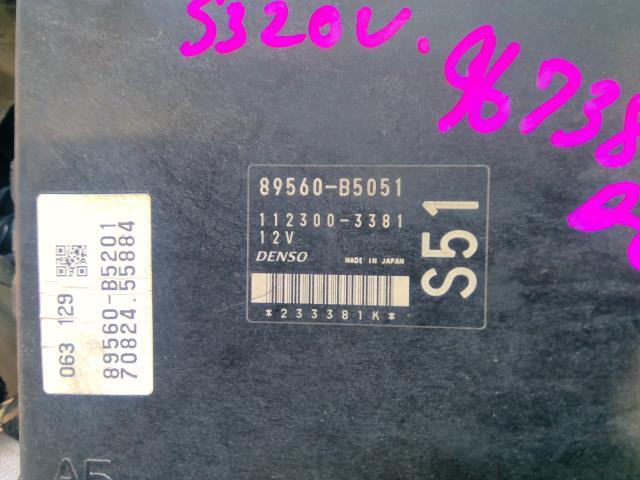 S320V.
96738
89560-B5051
112300-3381
12V
DENSO MADE IN JAPAN
*233381K*
S51
063 129
89560-B5201
70824.55884
A5